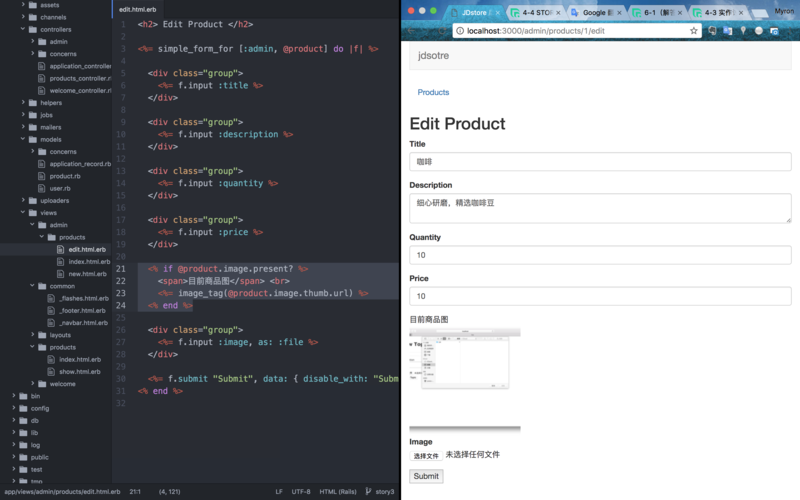 edit.html.erb
assets
channels
controllers
admin
concerns
application_controller
products_controller.r
welcome_controller.rb
helpers
jobs
mailers
models
concerns
application_record.rb
product.rb
user.rb
uploaders
views
admin
products
edit.html.erb
index.html.erb
new.html.erb
common
_flashes.html.erb
_footer.html.erb
_navbar.html.erb
layouts
products
index.html.erb
show.html.erb
welcome
bin
config
db
lib
log
public
test
tmp
1 <h2> Edit Product </h2>
2
3 <%= simple_form_for [:admin, @product] do |f| %>
4
5 <div class="group">
6 <%= f.input :title %>
7 </div>
8
9 <div class="group">
10 <%= f.input :description %>
11 </div>
12
13 <div class="group">
14 <%= f.input :quantity %>
15 </div>
16
17 <div class="group">
18 <%= f.input :price %>
19 </div>
20
21 <% if @product.image.present? %>
22 <span>目前商品图</span> <br>
23 <%= image_tag(@product.image.thumb.url) %>
24 <% end %>
25
26 <div class="group">
27 <%= f.input :image, as: :file %>
28 </div>
29
30 <%= f.submit "Submit", data: { disable_with: "Subm
31 <% end %>
32
app/views/admin/products/edit.html.erb 21:1 (4, 121) LF UTF-8 HTML (Rails) story3
JDstore 4-4 STOR Google 翻 6-1（解答 4-3 实作 Myron
localhost:3000/admin/products/1/edit
jdsotre
Products
Edit Product
Title
咖啡
Description
细心研磨，精选咖啡豆
Quantity
10
Price
10
目前商品图
Image
选择文件 未选择任何文件
Submit